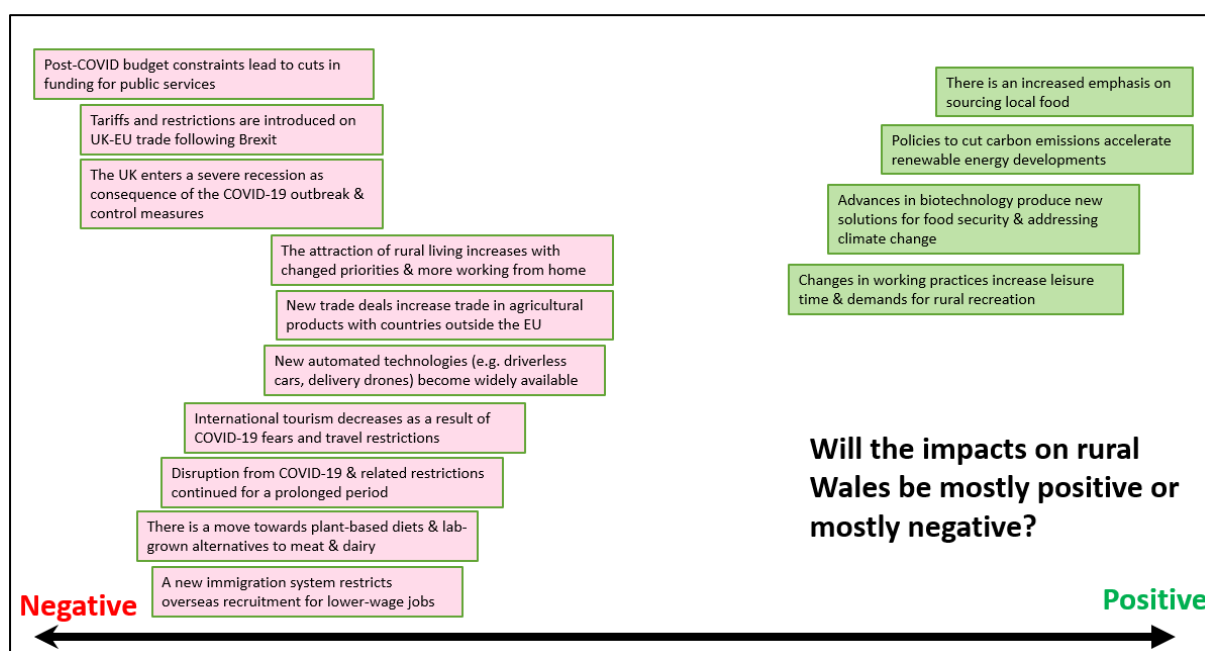 Post-COVID budget constraints lead to cuts in
funding for public services
Tariffs and restrictions are introduced on
UK-EU trade following Brexit
The UK enters a severe recession as
consequence of the COVID-19 outbreak &
control measures
The attraction of rural living increases with
changed priorities & more working from home
New trade deals increase trade in agricultural
products with countries outside the EU
New automated technologies (e.g. driverless
cars, delivery drones) become widely available
International tourism decreases as a result of
COVID-19 fears and travel restrictions
Disruption from COVID-19 & related restrictions
continued for a prolonged period
There is a move towards plant-based diets & lab-
grown alternatives to meat & dairy
A new immigration system restricts
overseas recruitment for lower-wage jobs
There is an increased emphasis on
sourcing local food
Policies to cut carbon emissions accelerate
renewable energy developments
Advances in biotechnology produce new
solutions for food security & addressing
climate change
Changes in working practices increase leisure
time & demands for rural recreation
Will the impacts on rural
Wales be mostly positive or
mostly negative?
Negative
Positive